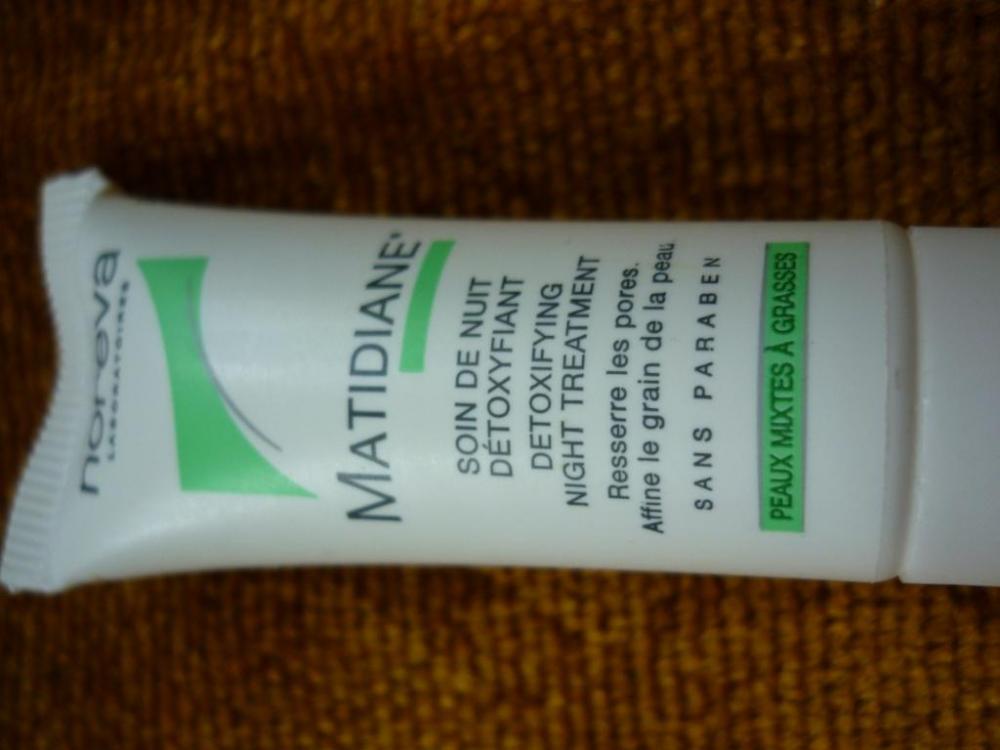 noreva
LABORATOIRES
MATIDIANE
SOIN DE NUIT
DÉTOXYFIANT
DETOXIFYING
NIGHT TREATMENT
Resserre les pores.
Affine le grain de la peau
SANS PARABEN
PEAUX MIXTES À GRASSES